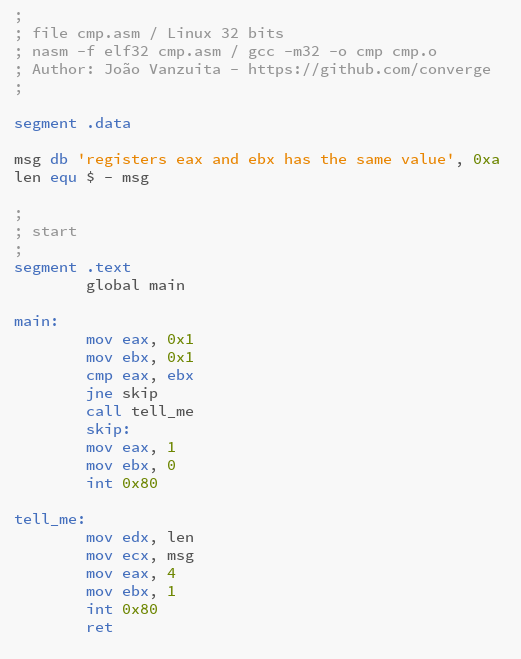 ;
; file cmp.asm / Linux 32 bits
; nasm -f elf32 cmp.asm / gcc -m32 -o cmp cmp.o
; Author: João Vanzuita - https://github.com/converge
;
segment .data
msg db 'registers eax and ebx has the same value', 0xa
len equ $ - msg
;
; start
;
segment .text
        global main
main:
        mov eax, 0x1
        mov ebx, 0x1
        cmp eax, ebx
        jne skip
        call tell_me
        skip:
        mov eax, 1
        mov ebx, 0
        int 0x80
tell_me:
        mov edx, len
        mov ecx, msg
        mov eax, 4
        mov ebx, 1
        int 0x80
        ret